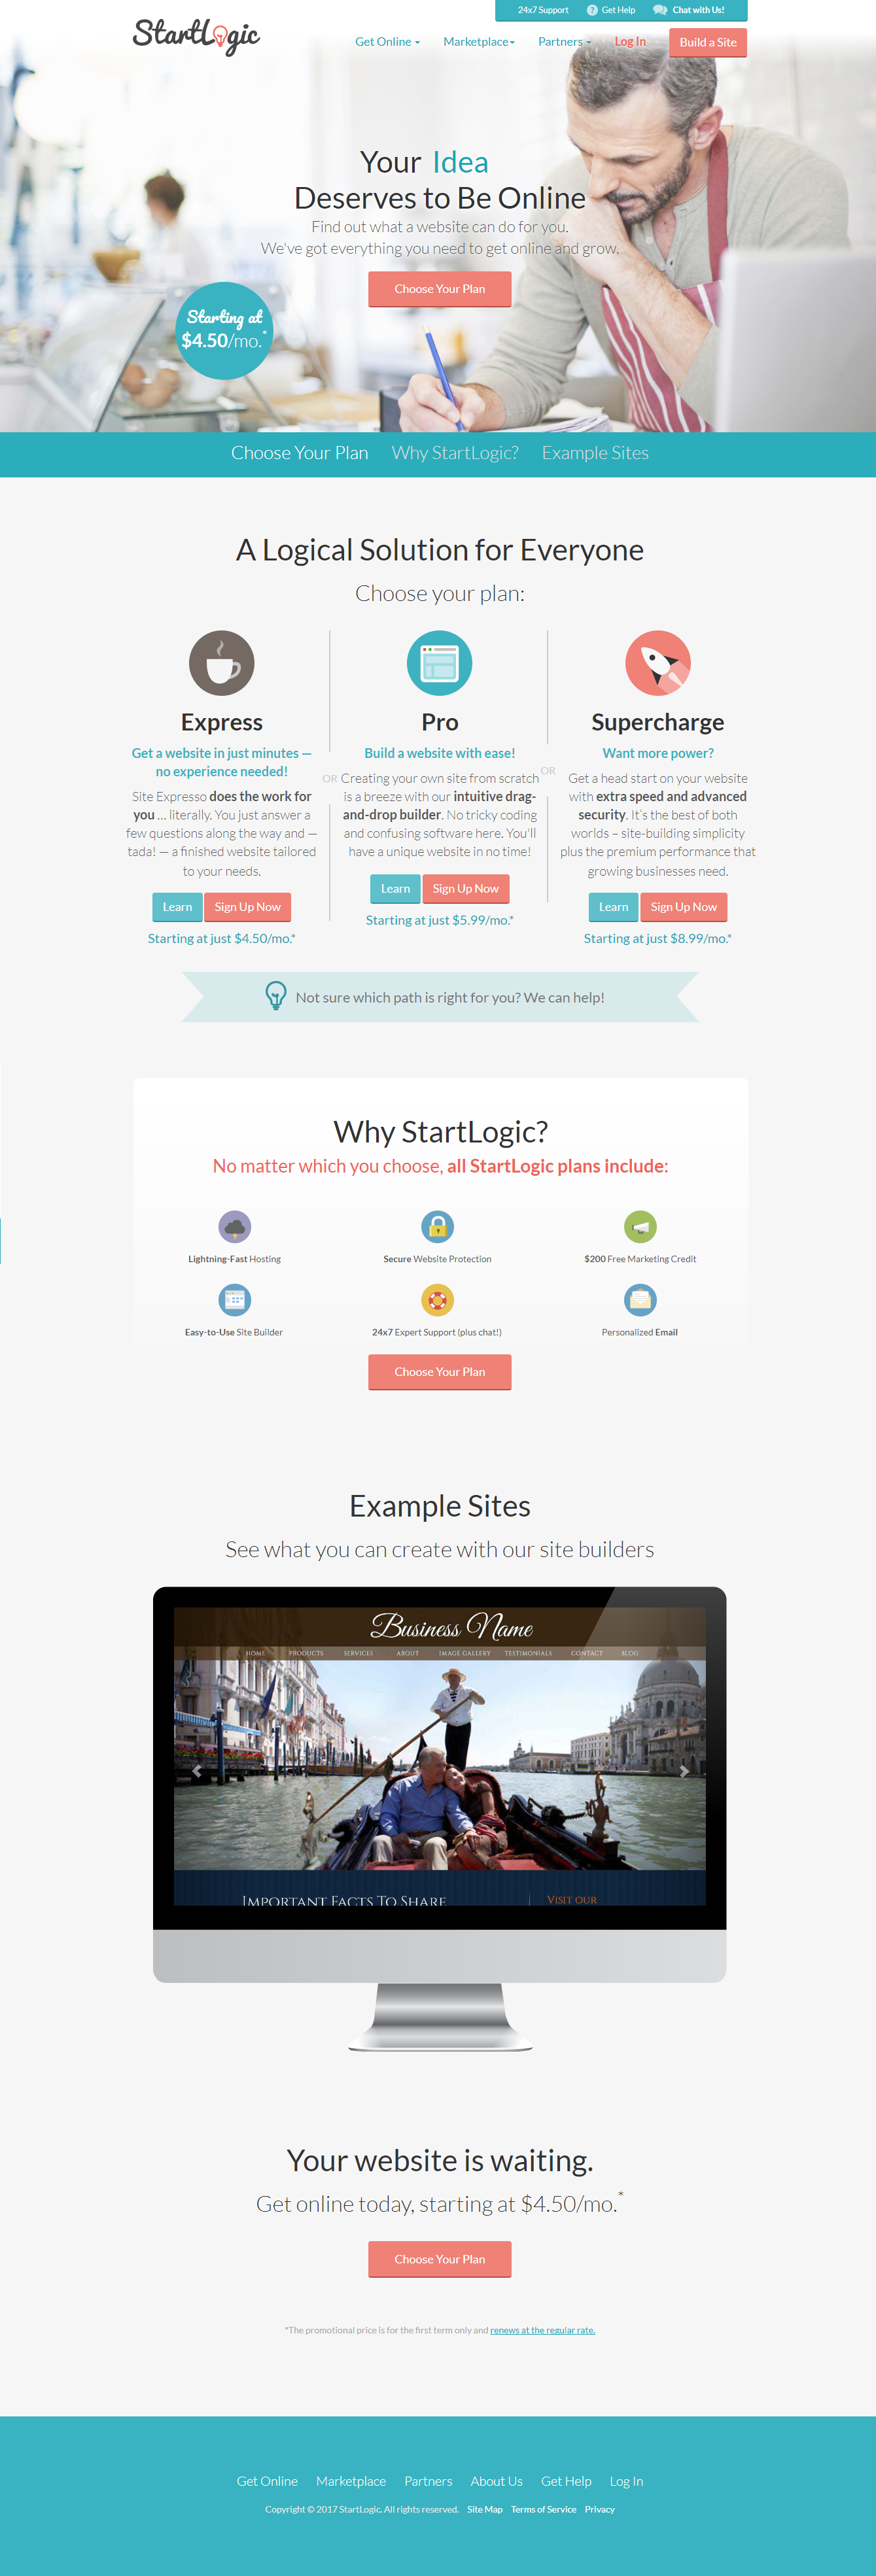 24x7 Support Get Help Chat with Us!
StartLogic
Get Online Marketplace Partners Log In Build a Site
Your Idea
Deserves to Be Online
Find out what a website can do for you.
We've got everything you need to get online and grow.
Choose Your Plan
Starting at
$4.50/mo.*
Choose Your Plan Why StartLogic? Example Sites
A Logical Solution for Everyone
Choose your plan:
Express
Get a website in just minutes —
no experience needed!
Site Expresso does the work for
you ... literally. You just answer a
few questions along the way and —
tada! — a finished website tailored
to your needs.
Learn Sign Up Now
Starting at just $4.50/mo.*
OR
Pro
Build a website with ease!
Creating your own site from scratch
is a breeze with our intuitive drag-
and-drop builder. No tricky coding
and confusing software here. You'll
have a unique website in no time!
Learn Sign Up Now
Starting at just $5.99/mo.*
OR
Supercharge
Want more power?
Get a head start on your website
with extra speed and advanced
security. It's the best of both
worlds – site-building simplicity
plus the premium performance that
growing businesses need.
Learn Sign Up Now
Starting at just $8.99/mo.*
Not sure which path is right for you? We can help!
Why StartLogic?
No matter which you choose, all StartLogic plans include:
Lightning-Fast Hosting
Secure Website Protection
$200 Free Marketing Credit
Easy-to-Use Site Builder
24x7 Expert Support (plus chat!)
Personalized Email
Choose Your Plan
Example Sites
See what you can create with our site builders
Business Name
HOME PRODUCTS SERVICES ABOUT IMAGE-GALLERY TESTIMONIALS CONTACT BLOG
IMPORTANT FACTS TO SHARE
VISIT OUR
Your website is waiting.
Get online today, starting at $4.50/mo.*
Choose Your Plan
*The promotional price is for the first term only and renews at the regular rate.
Get Online Marketplace Partners About Us Get Help Log In
Copyright © 2017 StartLogic. All rights reserved. Site Map Terms of Service Privacy